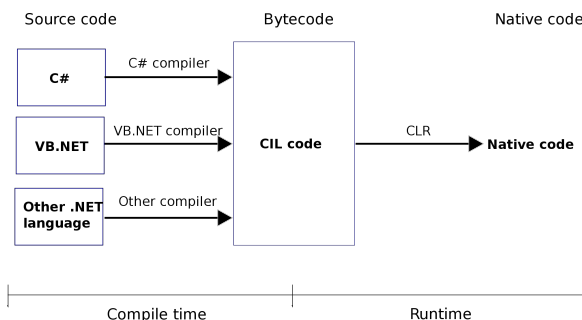 Source code
Bytecode
Native code
C#
C# compiler
VB.NET
VB.NET compiler
CIL code
CLR
Native code
Other .NET
language
Other compiler
Compile time
Runtime